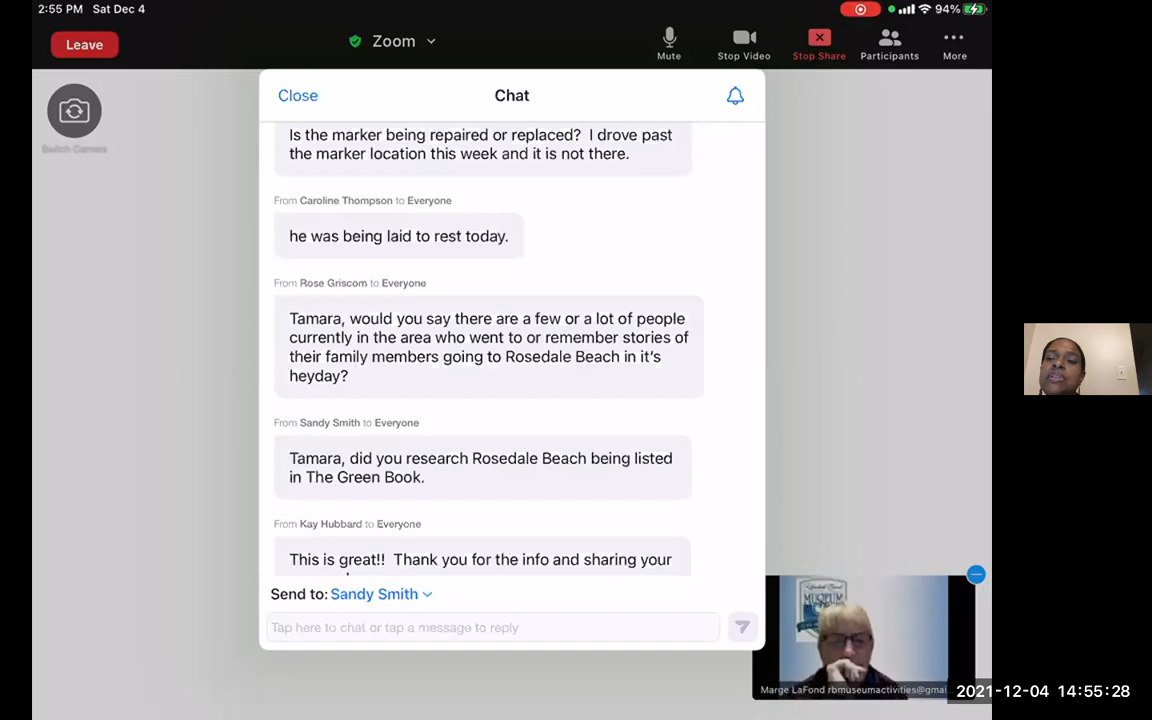 2:55 PM Sat Dec 4
94%
Leave
Zoom
Mute
Stop Video
Stop Share
Participants
More
Switch Camera
Close
Chat
Is the marker being repaired or replaced? I drove past
the marker location this week and it is not there.
From Caroline Thompson to Everyone
he was being laid to rest today.
From Rose Griscom to Everyone
Tamara, would you say there are a few or a lot of people
currently in the area who went to or remember stories of
their family members going to Rosedale Beach in it's
heyday?
From Sandy Smith to Everyone
Tamara, did you research Rosedale Beach being listed
in The Green Book.
From Kay Hubbard to Everyone
This is great!! Thank you for the info and sharing your
Send to: Sandy Smith
Tap here to chat or tap a message to reply
MUSEUM
Marge LaFond rbmuseumactivities@gmai
2021-12-04 14:55:28